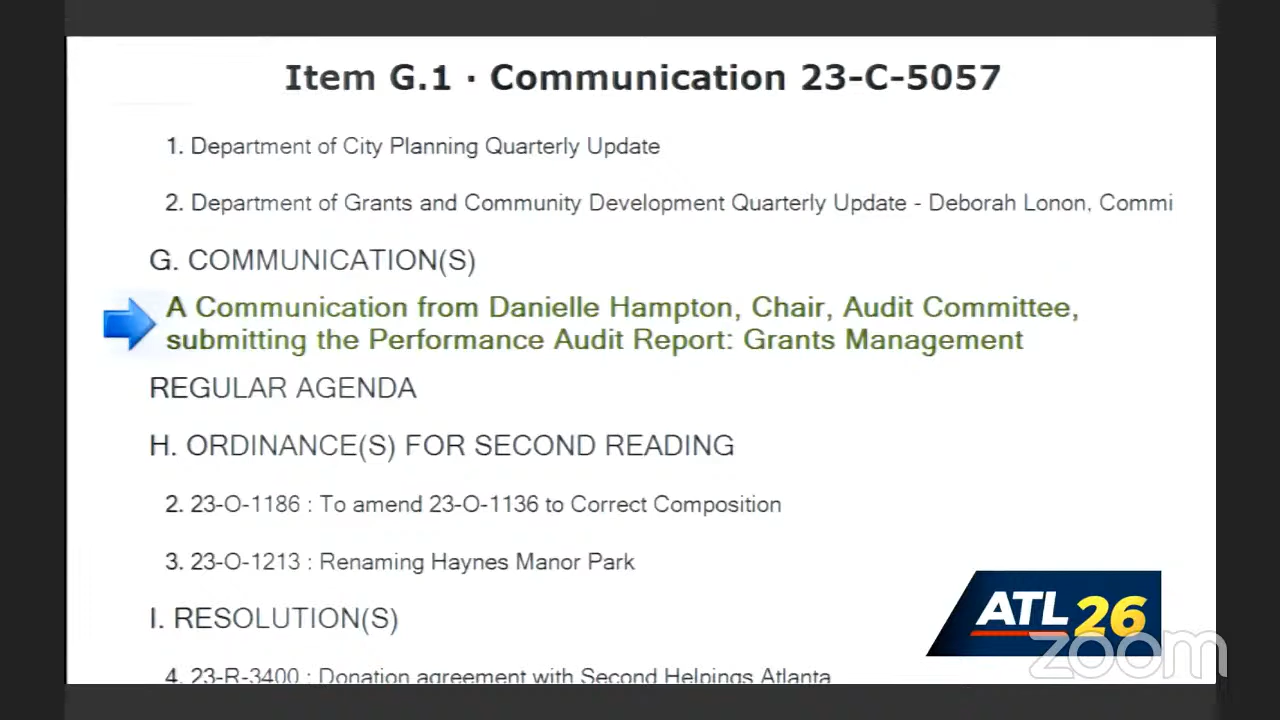 Item G.1 · Communication 23-C-5057
1. Department of City Planning Quarterly Update
2. Department of Grants and Community Development Quarterly Update - Deborah Lonon, Commi
G. COMMUNICATION(S)
A Communication from Danielle Hampton, Chair, Audit Committee,
submitting the Performance Audit Report: Grants Management
REGULAR AGENDA
H. ORDINANCE(S) FOR SECOND READING
2. 23-O-1186 : To amend 23-O-1136 to Correct Composition
3. 23-O-1213 : Renaming Haynes Manor Park
I. RESOLUTION(S)
4. 23-R-3400 : Donation agreement with Second Helpings Atlanta
ATL 26
zoom